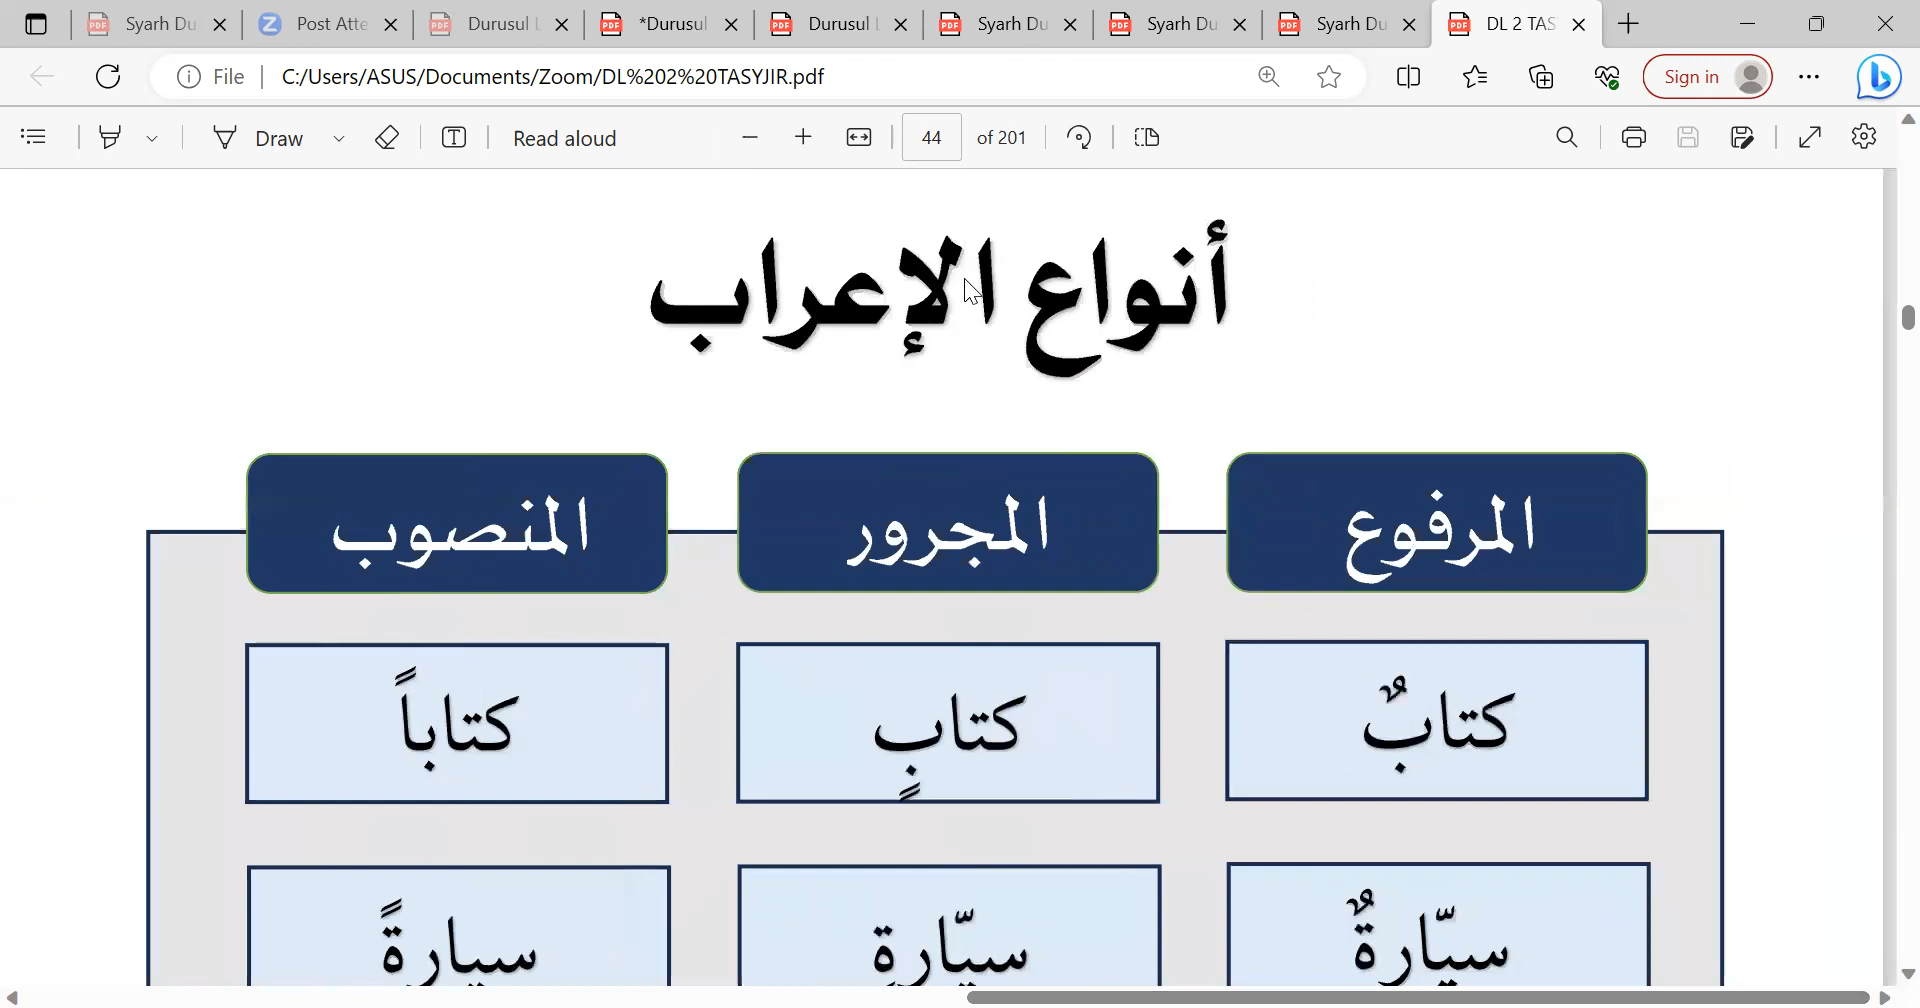 Syarh Du
Post Atte
Durusul L
*Durusul
Durusul L
Syarh Du
Syarh Du
Syarh Du
DL 2 TAS
File
C:/Users/ASUS/Documents/Zoom/DL%202%20TASYJIR.pdf
Sign in
Draw
Read aloud
44 of 201
أنواع الإعراب
المرفوع المجرور المنصوب
كتابٌ كتابٍ كتاباً
سيّارةٌ سيّارةٍ سيارةً